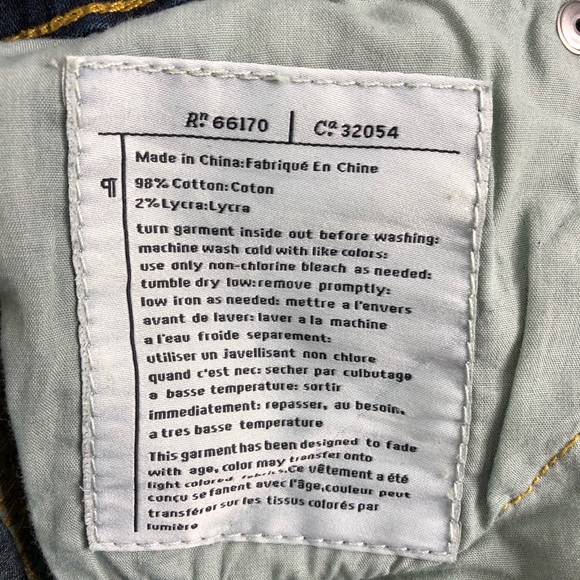 Rn. 66170 | Ca. 32054
Made in China:Fabriqué En Chine
¶ 98% Cotton:Coton
2% Lycra:Lycra
turn garment inside out before washing:
machine wash cold with like colors:
use only non-chlorine bleach as needed:
tumble dry low:remove promptly:
low iron as needed: mettre a l'envers
avant de laver: laver a la machine
a l'eau froide separement:
utiliser un javellisant non chlore
quand c'est nec: secher par culbutage
a basse temperature: sortir
immediatement: repasser, au besoin,
a tres basse temperature
This garment has been designed to fade
with age, color may transfer onto
light colored fabrics.Ce vêtement a été
conçu se fanent avec l'âge,couleur peut
transférer sur les tissus colorés par
lumière